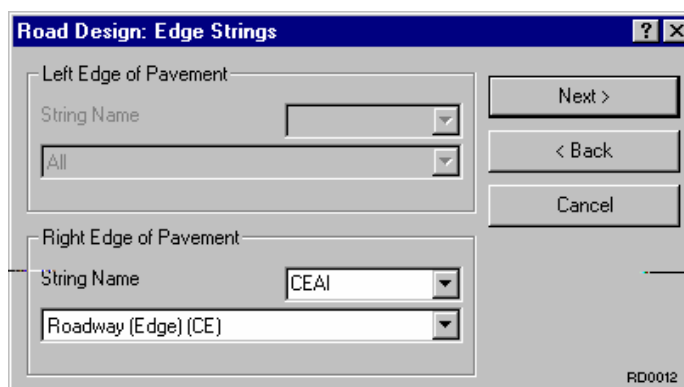 Road Design: Edge Strings
Left Edge of Pavement
String Name
All
Next >
< Back
Cancel
Right Edge of Pavement
String Name CEAI
Roadway (Edge) (CE)
RD0012